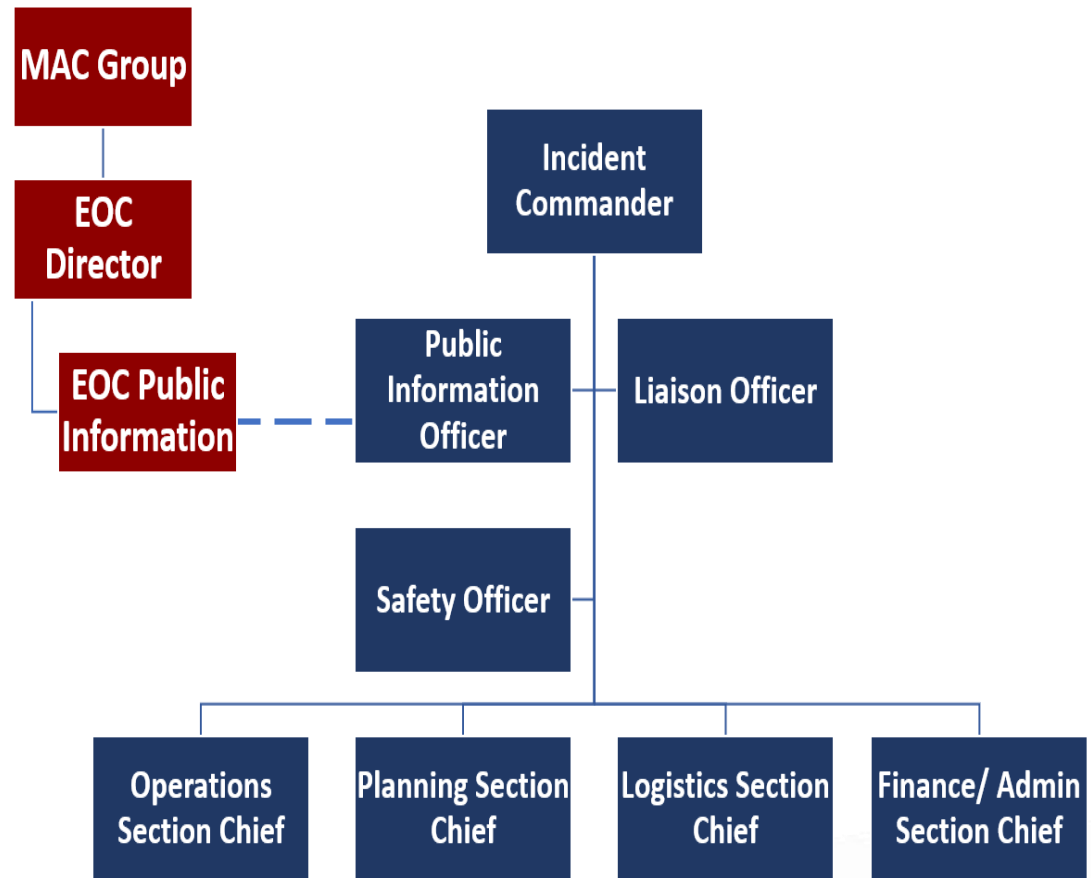 MAC Group
EOC
Director
EOC Public
Information
Incident
Commander
Public
Information
Officer
Liaison Officer
Safety Officer
Operations
Section Chief
Planning Section
Chief
Logistics Section
Chief
Finance/ Admin
Section Chief